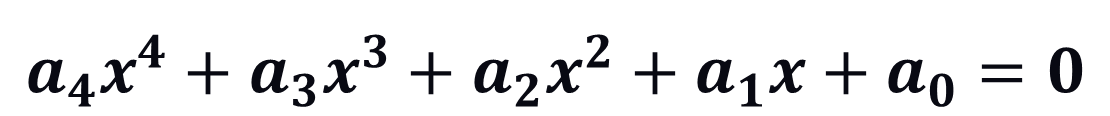 a₄x⁴ + a₃x³ + a₂x² + a₁x + a₀ = 0